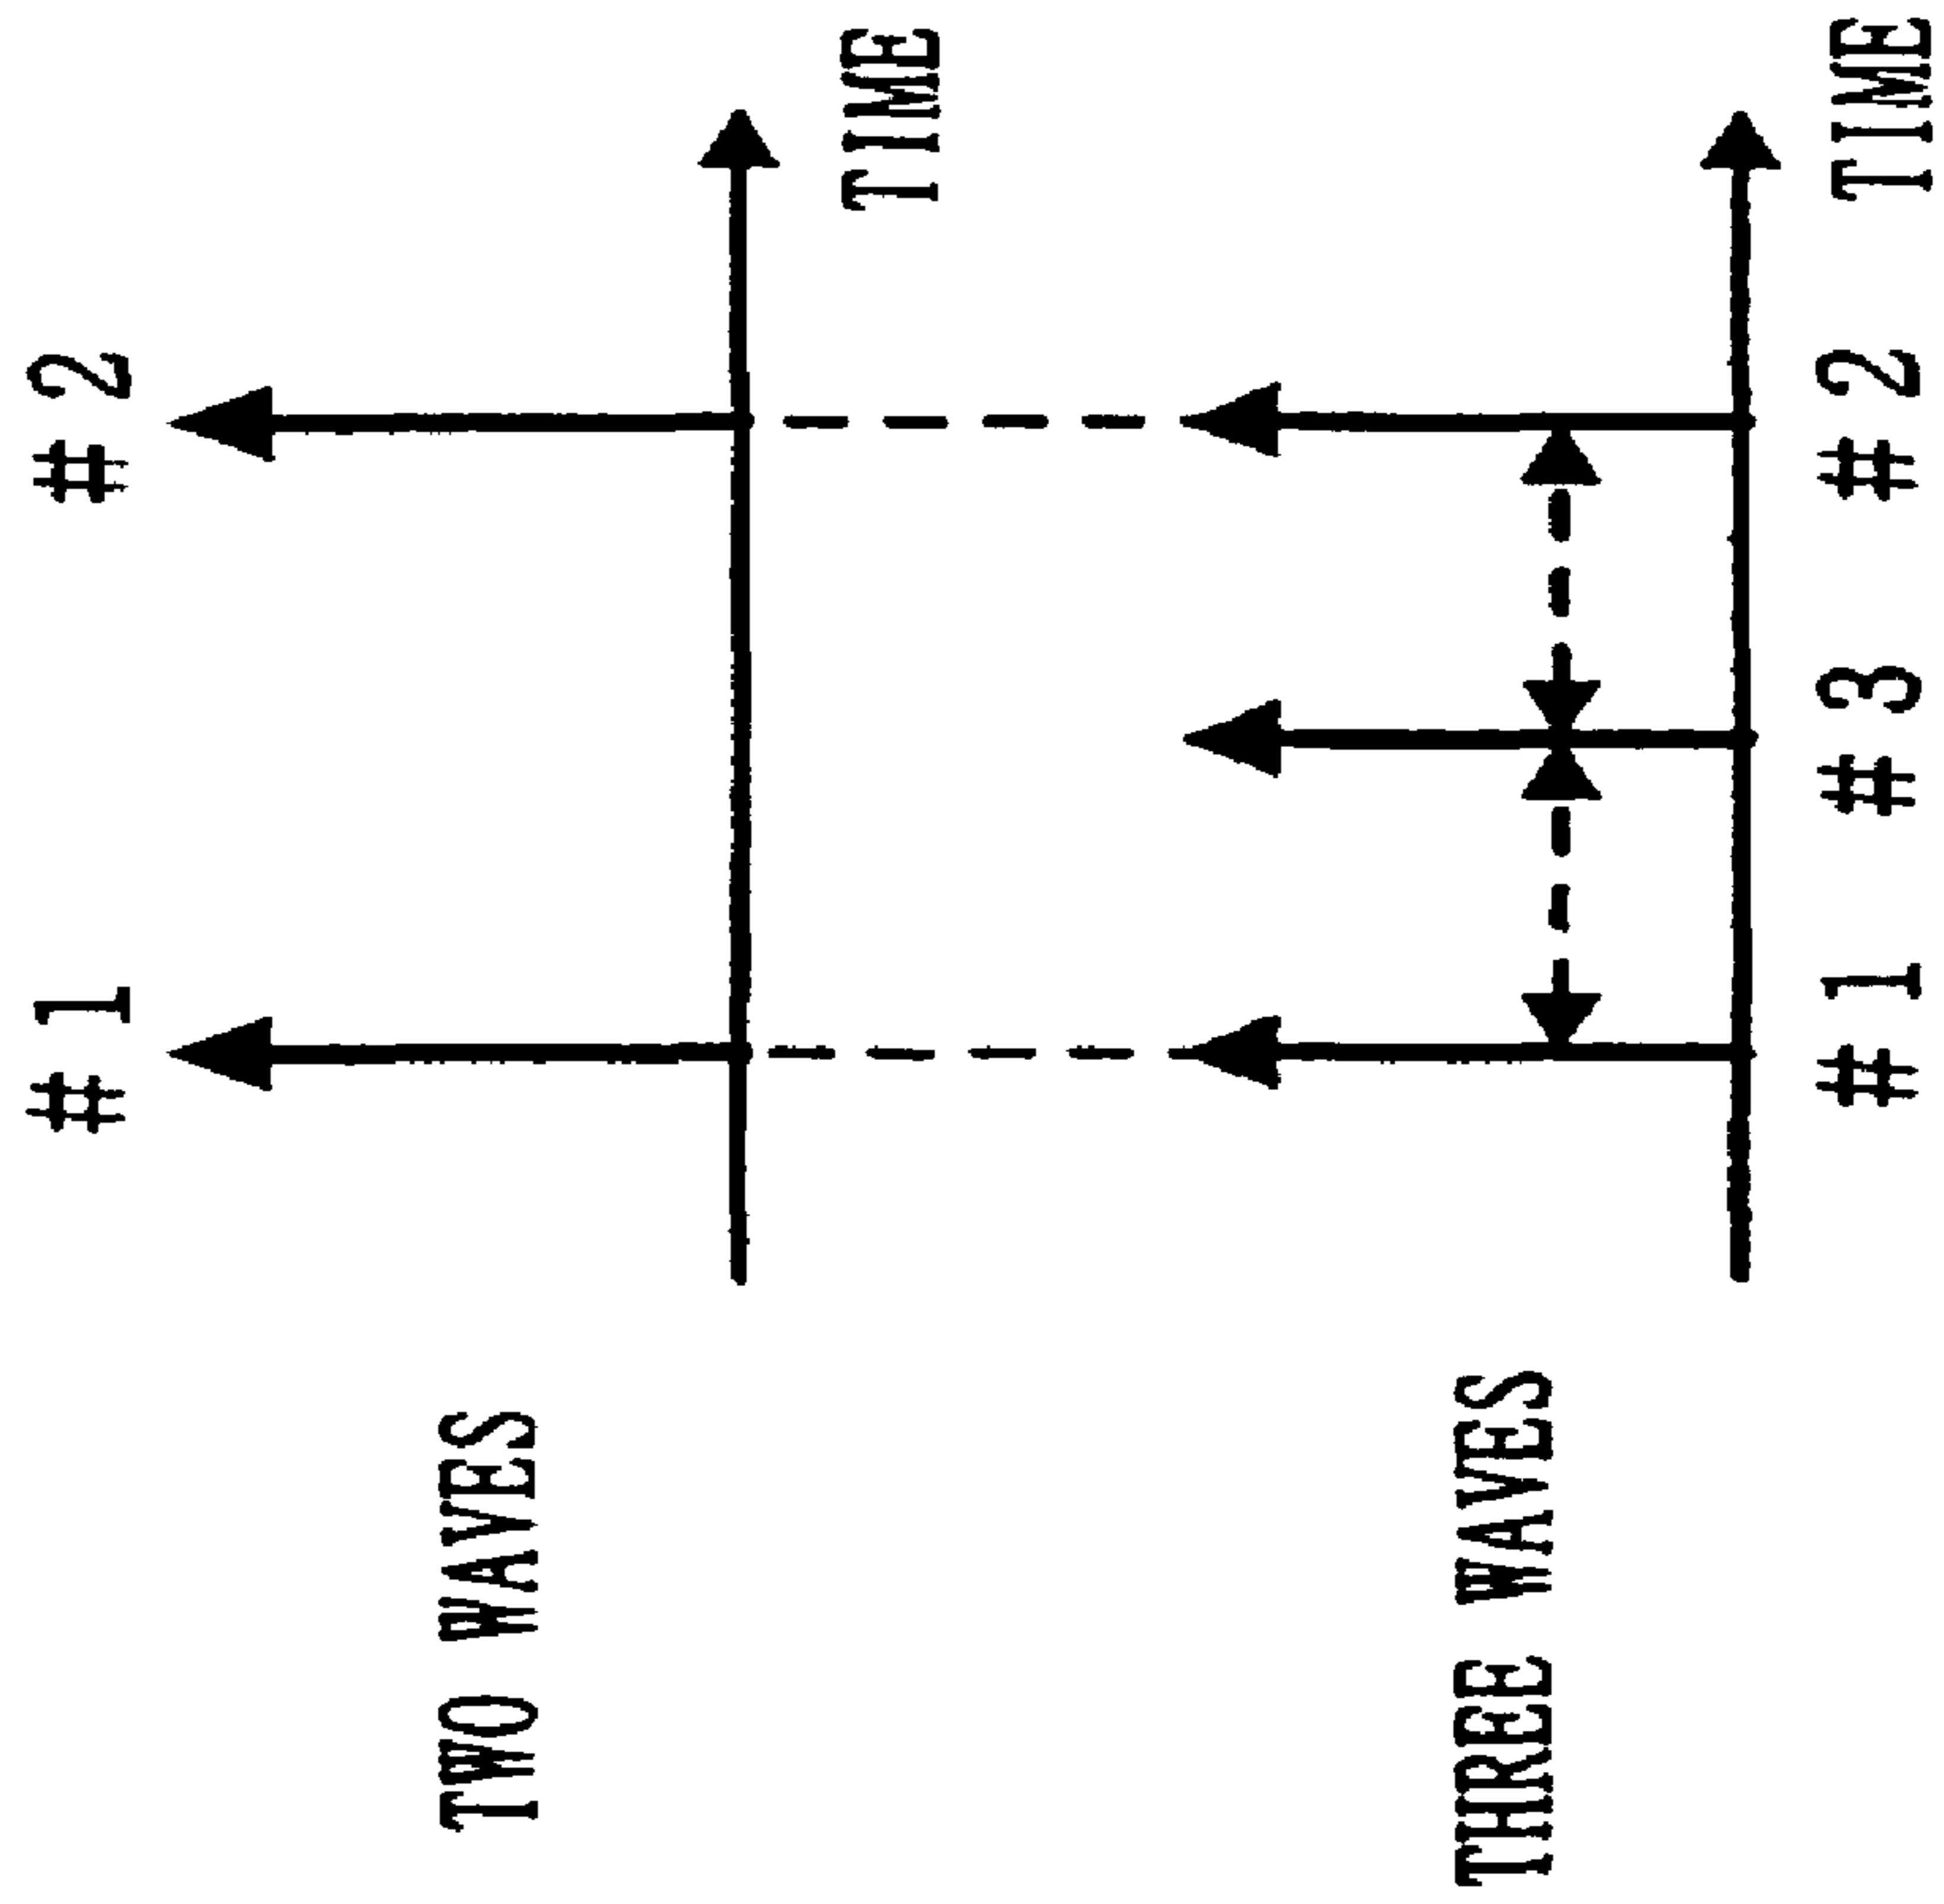 # 1 # 2
TWO WAVES
TIME
THREE WAVES
# 1 # 3 # 2 TIME